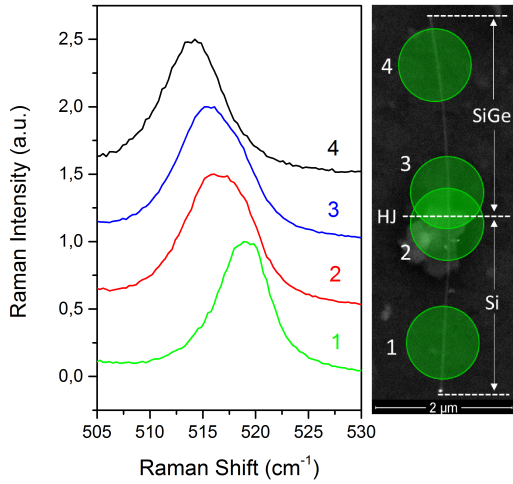 2,5
2,0
1,5
1,0
0,5
0,0
Raman Intensity (a.u.)
4
3
2
1
505 510 515 520 525 530
Raman Shift (cm⁻¹)
4
SiGe
3
HJ
2
Si
1
2 µm